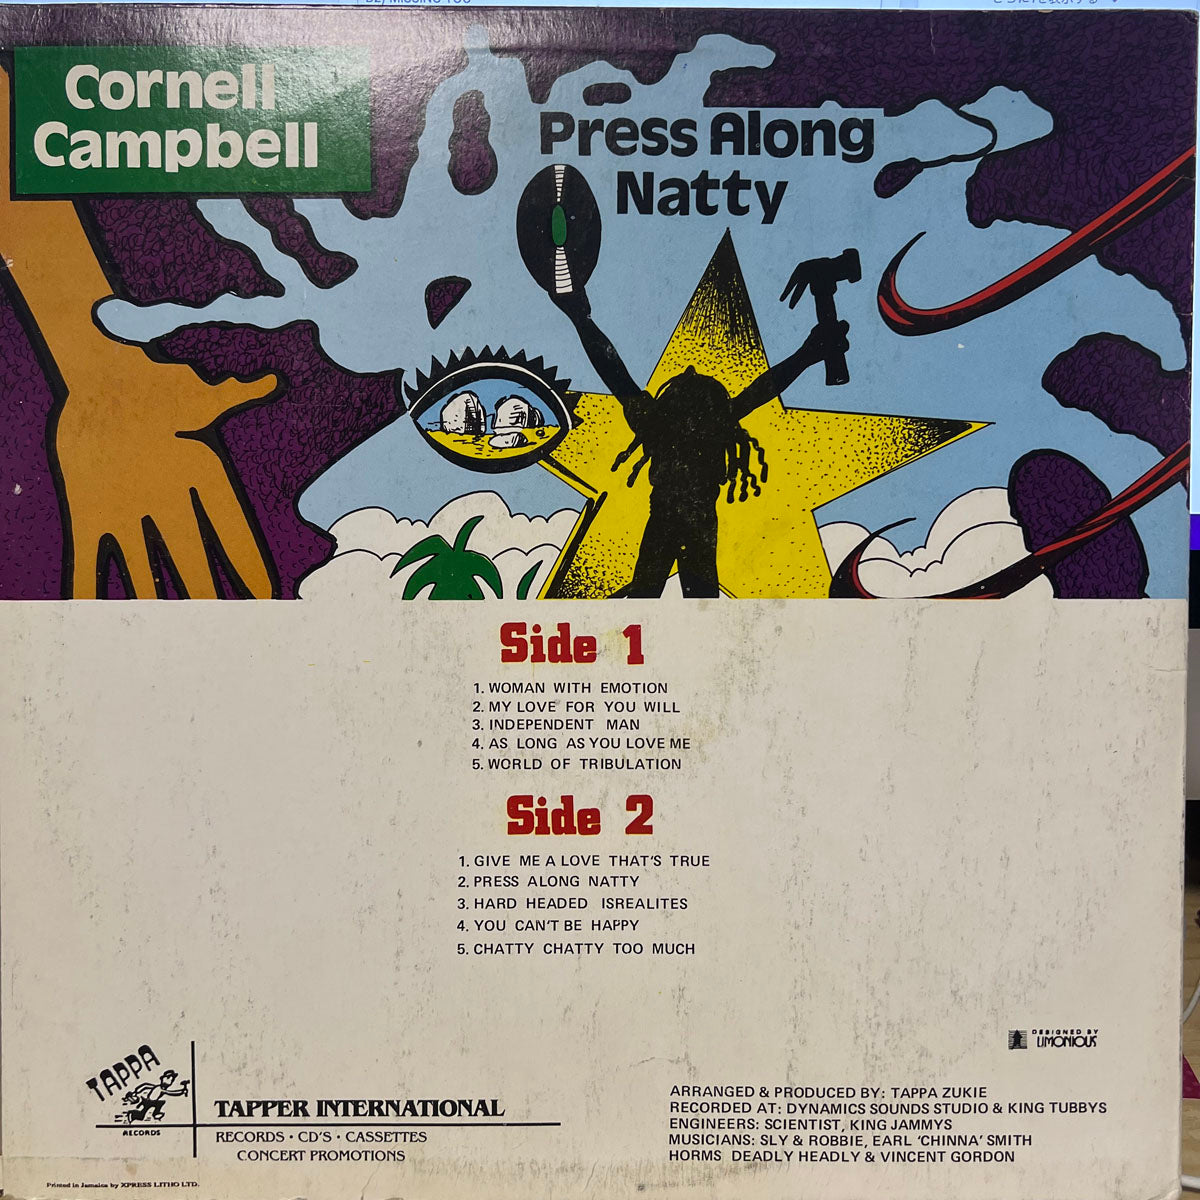 Cornell
Campbell
Press Along
Natty
Side 1
1. WOMAN WITH EMOTION
2. MY LOVE FOR YOU WILL
3. INDEPENDENT MAN
4. AS LONG AS YOU LOVE ME
5. WORLD OF TRIBULATION
Side 2
1. GIVE ME A LOVE THAT'S TRUE
2. PRESS ALONG NATTY
3. HARD HEADED ISREALITES
4. YOU CAN'T BE HAPPY
5. CHATTY CHATTY TOO MUCH
DESIGNED BY
LIMONIOUS
TAPPA
RECORDS
TAPPER INTERNATIONAL
RECORDS • CD'S • CASSETTES
CONCERT PROMOTIONS
ARRANGED & PRODUCED BY: TAPPA ZUKIE
RECORDED AT: DYNAMICS SOUNDS STUDIO & KING TUBBYS
ENGINEERS: SCIENTIST, KING JAMMYS
MUSICIANS: SLY & ROBBIE, EARL 'CHINNA' SMITH
HORMS DEADLY HEADLY & VINCENT GORDON
Printed in Jamaica by XPRESS LITHO LTD.